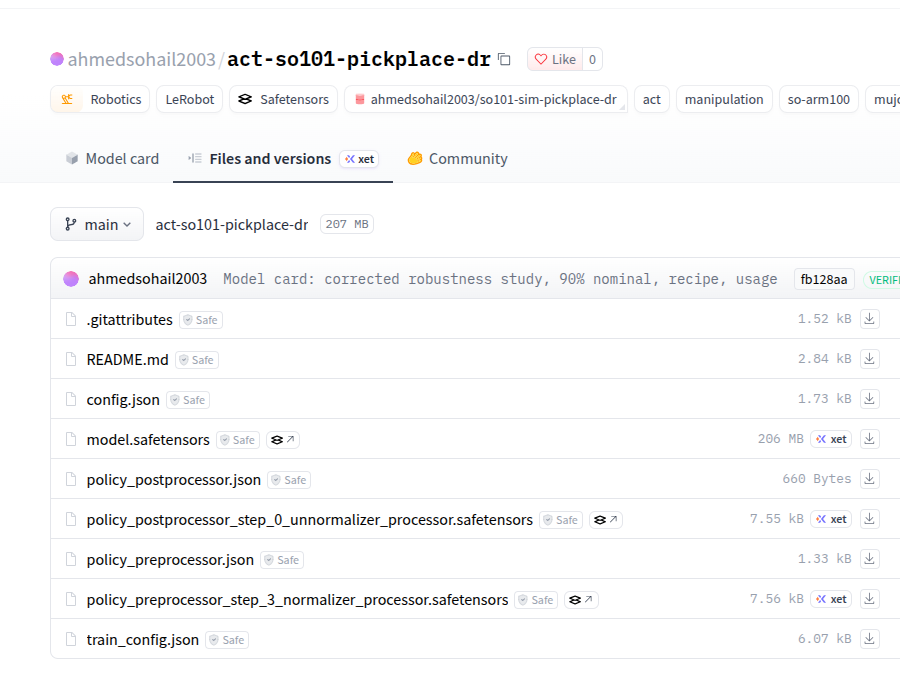 ahmedsohail2003/act-so101-pickplace-dr Like 0
Robotics LeRobot Safetensors ahmedsohail2003/so101-sim-pickplace-dr act manipulation so-arm100
Model card Files and versions xet Community
main act-so101-pickplace-dr 207 MB
ahmedsohail2003 Model card: corrected robustness study, 90% nominal, recipe, usage fb128aa
.gitattributes Safe 1.52 kB
README.md Safe 2.84 kB
config.json Safe 1.73 kB
model.safetensors Safe 206 MB xet
policy_postprocessor.json Safe 660 Bytes
policy_postprocessor_step_0_unnormalizer_processor.safetensors Safe 7.55 kB xet
policy_preprocessor.json Safe 1.33 kB
policy_preprocessor_step_3_normalizer_processor.safetensors Safe 7.56 kB xet
train_config.json Safe 6.07 kB